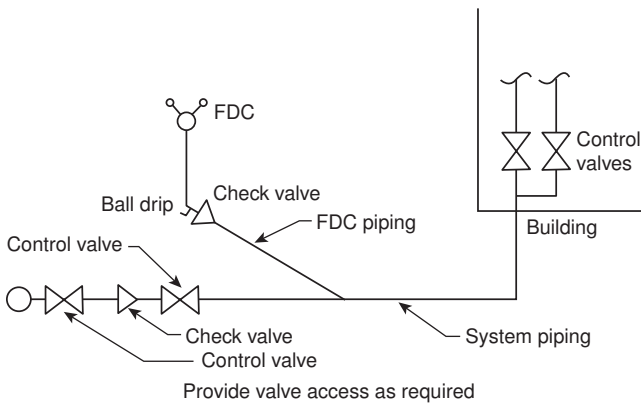 FDC
Control
valves
Check valve
Ball drip
FDC piping
Building
Control valve
System piping
Check valve
Control valve
Provide valve access as required